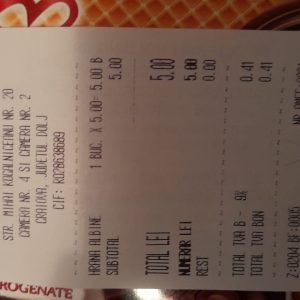 STR. MIHAI KOGALNICEANU NR. 20
CAMERA NR. 4 SI CAMERA NR. 2
CRAIOVA, JUDETUL DOLJ
CIF: RO28638689
1 BUC. X 5.00= 5.00 B
HRANA ALBINE 5.00
SUBTOTAL
TOTAL LEI 5.00
NUMERAR LEI 5.00
REST 0.00
TOTAL TVA B - 9% 0.41
TOTAL TVA BON 0.41
ROGENATE